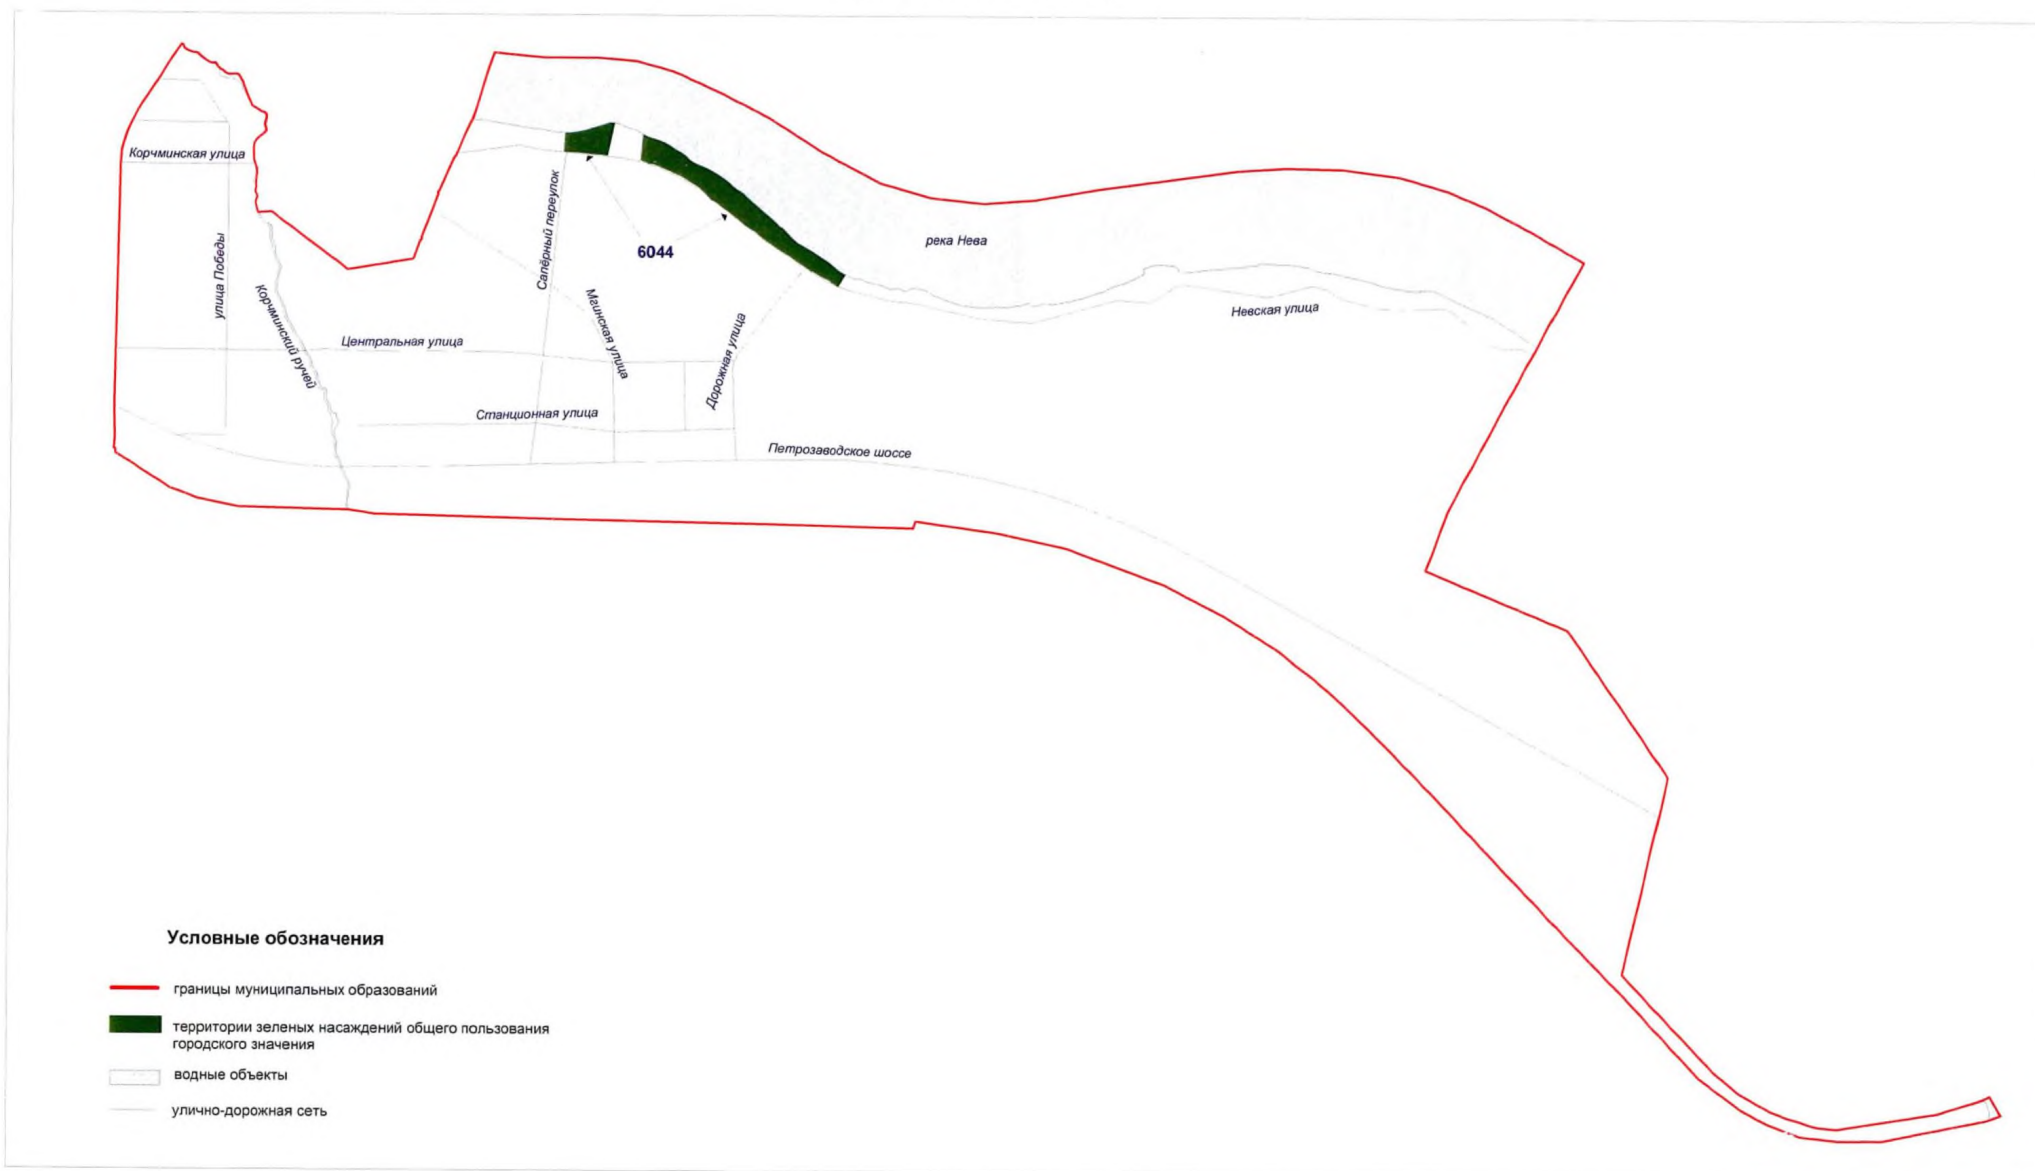 Корчминская улица
улица Победы
Корчминский ручей
Сапёрный переулок
6044
река Нева
Мгинская улица
Дорожная улица
Невская улица
Центральная улица
Станционная улица
Петрозаводское шоссе
Условные обозначения
границы муниципальных образований
территории зеленых насаждений общего пользования
городского значения
водные объекты
улично-дорожная сеть